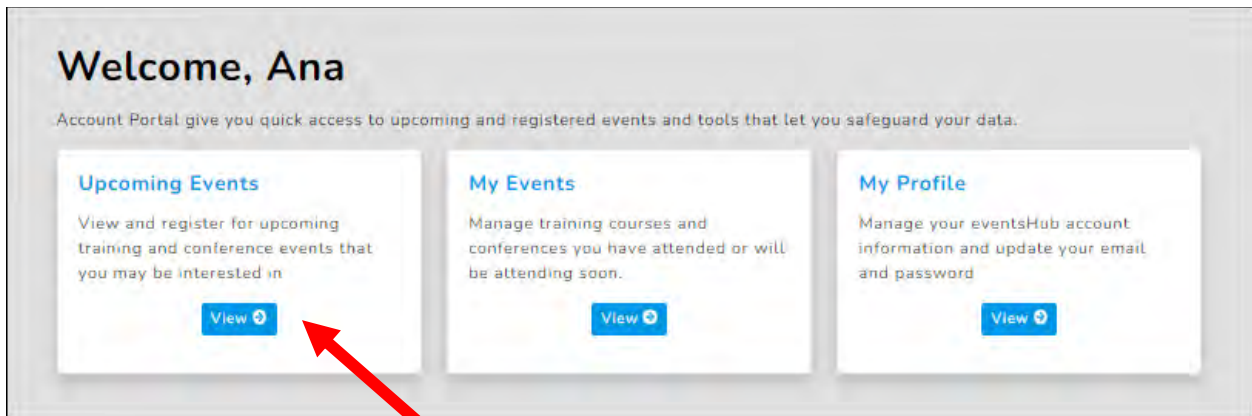 Welcome, Ana
Account Portal give you quick access to upcoming and registered events and tools that let you safeguard your data.
Upcoming Events
View and register for upcoming
training and conference events that
you may be interested in
View
My Events
Manage training courses and
conferences you have attended or will
be attending soon.
View
My Profile
Manage your eventsHub account
information and update your email
and password
View